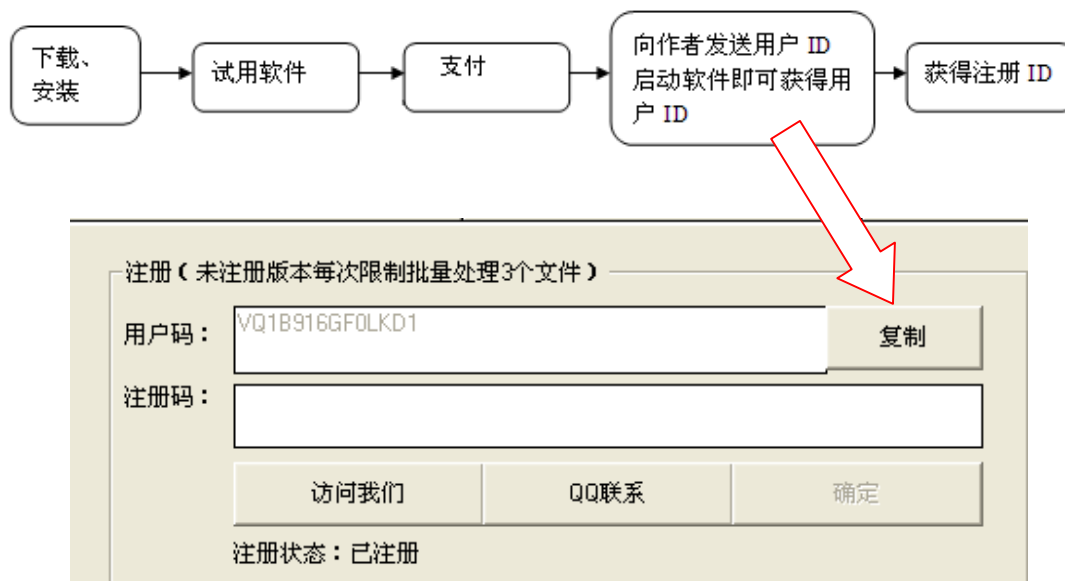 下载、
安装
试用软件
支付
向作者发送用户 ID
启动软件即可获得用
户 ID
获得注册 ID
注册（未注册版本每次限制批量处理3个文件）
用户码：
VQ1B916GF0LKD1
复制
注册码：
访问我们
QQ联系
确定
注册状态：已注册